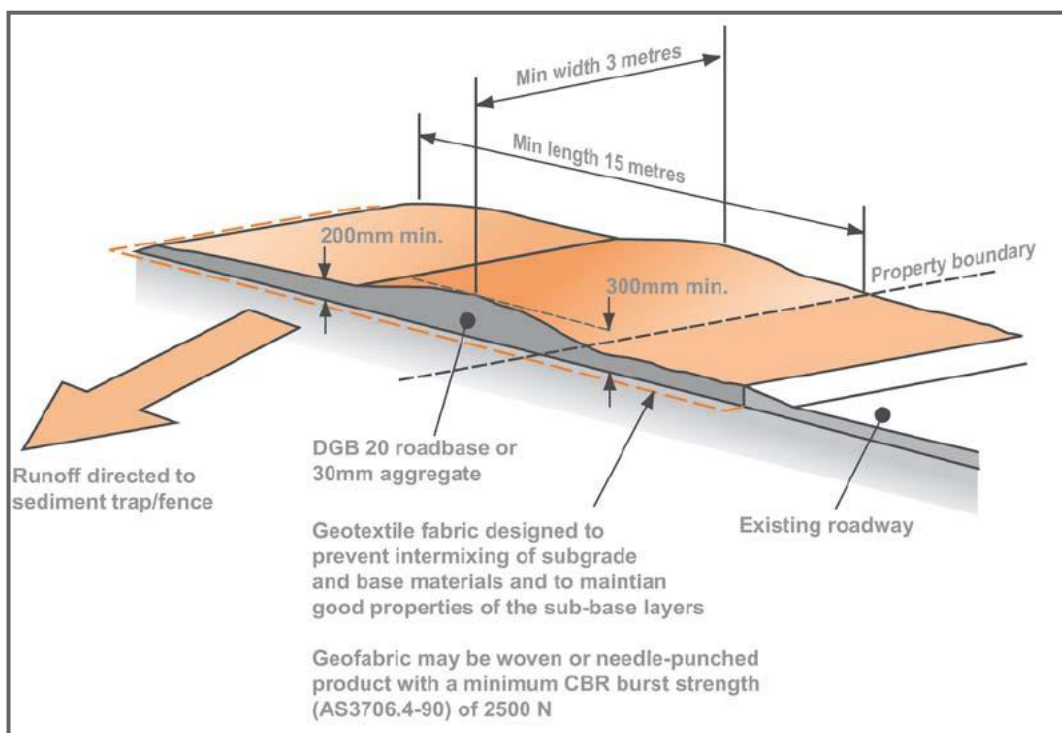 Min width 3 metres
Min length 15 metres
200mm min.
300mm min.
Property boundary
Runoff directed to
sediment trap/fence
DGB 20 roadbase or
30mm aggregate
Geotextile fabric designed to
prevent intermixing of subgrade
and base materials and to maintian
good properties of the sub-base layers
Existing roadway
Geofabric may be woven or needle-punched
product with a minimum CBR burst strength
(AS3706.4-90) of 2500 N